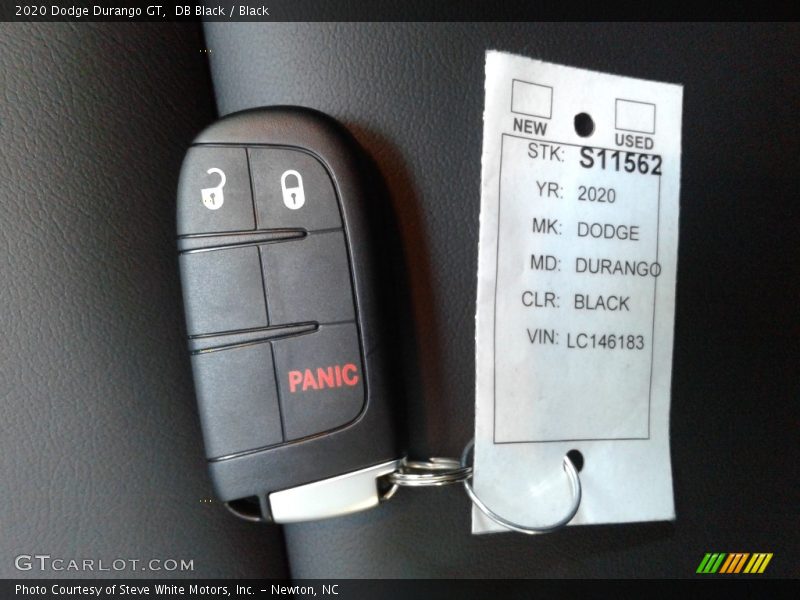 2020 Dodge Durango GT,  DB Black / Black
NEW
USED
STK: S11562
YR: 2020
MK: DODGE
MD: DURANGO
CLR: BLACK
VIN: LC146183
PANIC
GTCARLOT.COM
Photo Courtesy of Steve White Motors, Inc. – Newton, NC